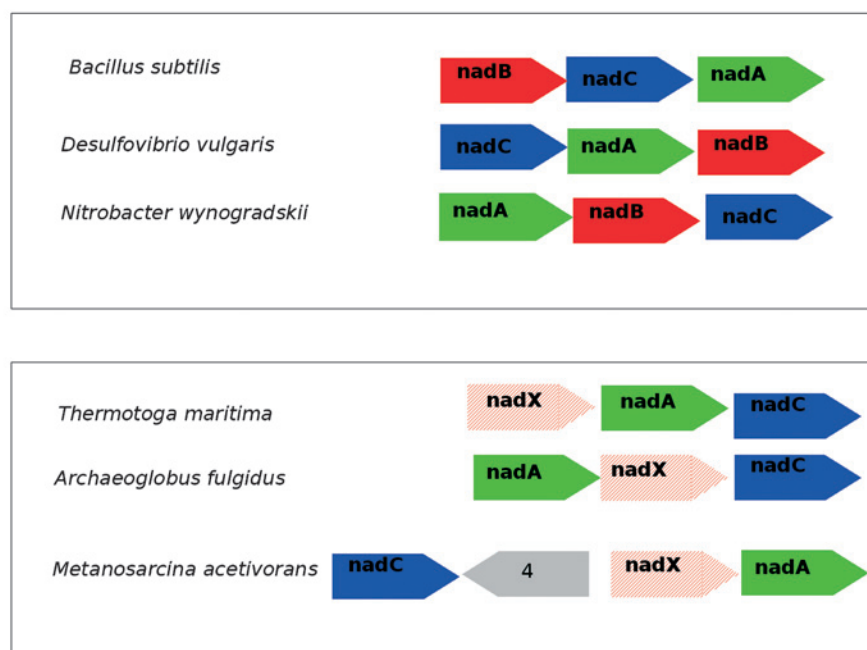 Bacillus subtilis nadB nadC nadA
Desulfovibrio vulgaris nadC nadA nadB
Nitrobacter wynogradskii nadA nadB nadC
Thermotoga maritima nadX nadA nadC
Archaeoglobus fulgidus nadA nadX nadC
Metanosarcina acetivorans nadC 4 nadX nadA